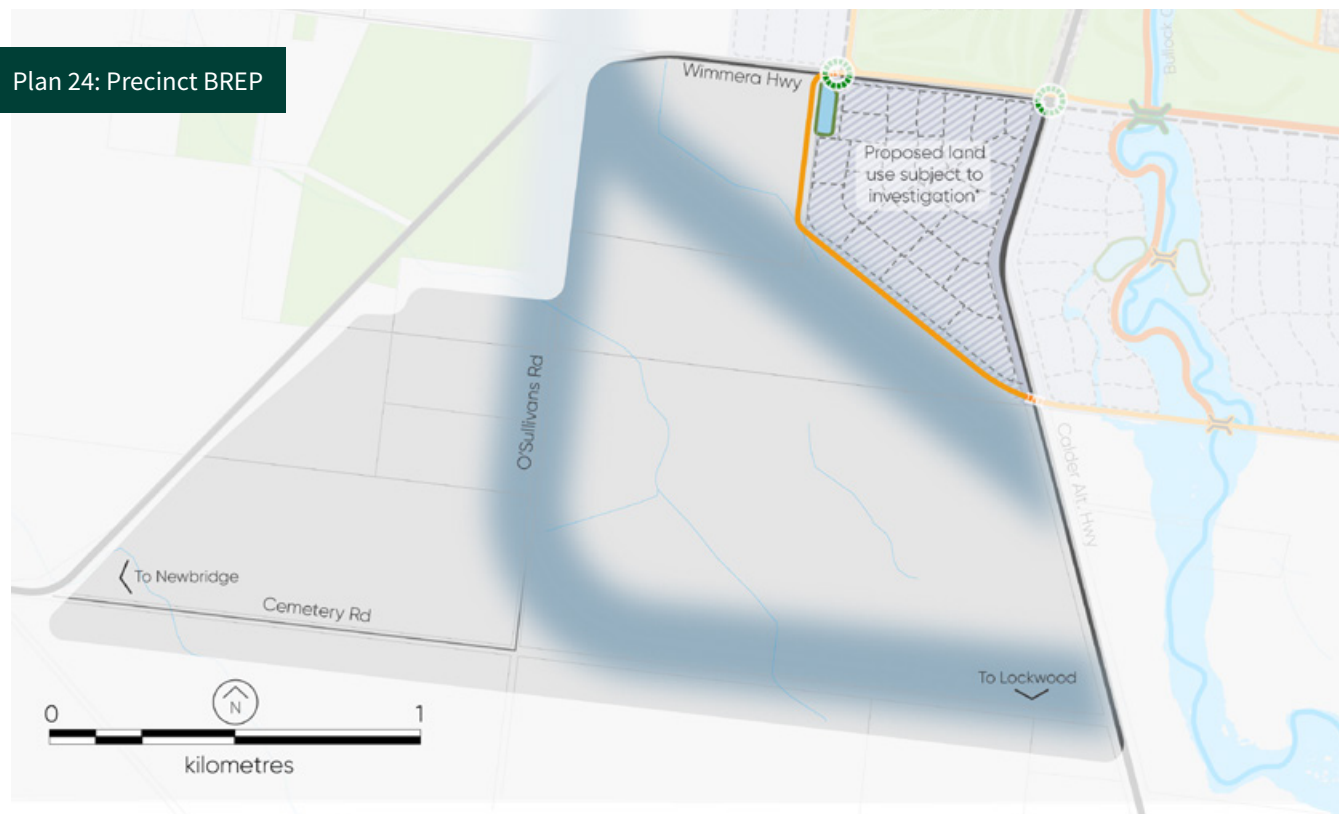 Plan 24: Precinct BREP
Wimmera Hwy
Bullock
Proposed land
use subject to
investigation*
O'Sullivans Rd
Calder Alt. Hwy
To Newbridge
Cemetery Rd
To Lockwood
N
0 1
kilometres